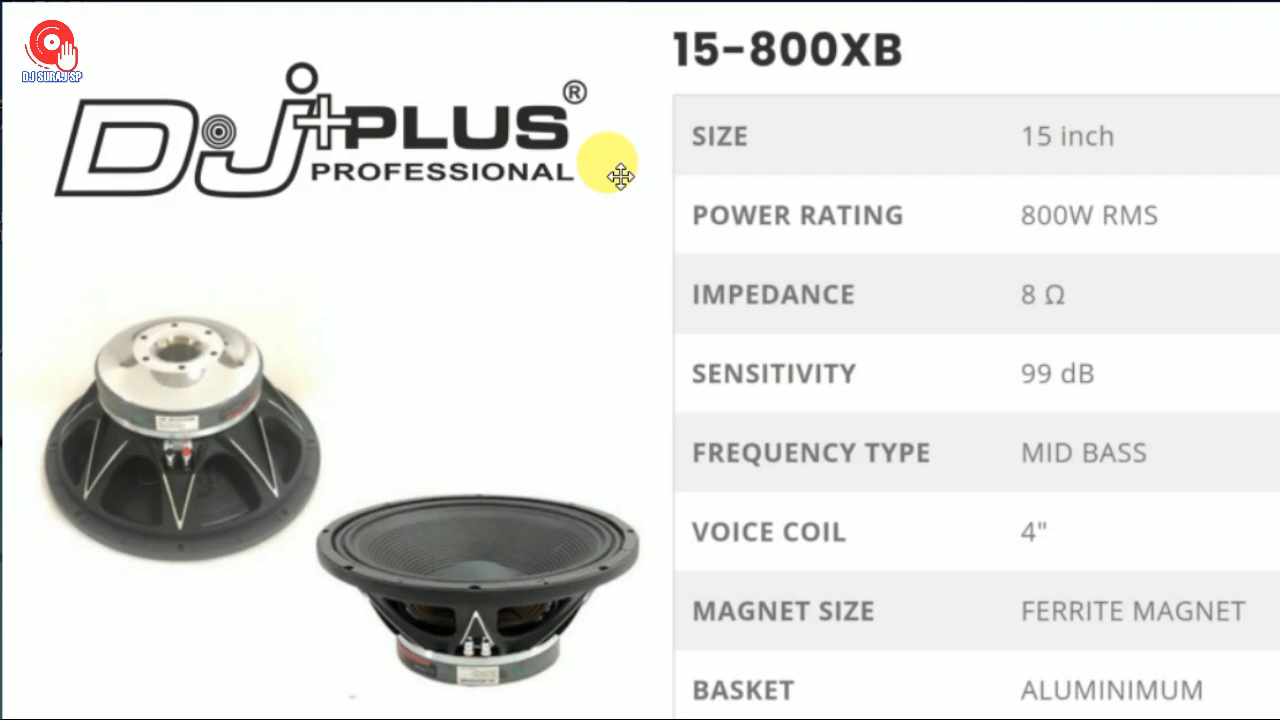 DJ SURAJ SP
DJ+PLUS®
PROFESSIONAL
15-800XB
SIZE 15 inch
POWER RATING 800W RMS
IMPEDANCE 8 Ω
SENSITIVITY 99 dB
FREQUENCY TYPE MID BASS
VOICE COIL 4"
MAGNET SIZE FERRITE MAGNET
BASKET ALUMINIMUM